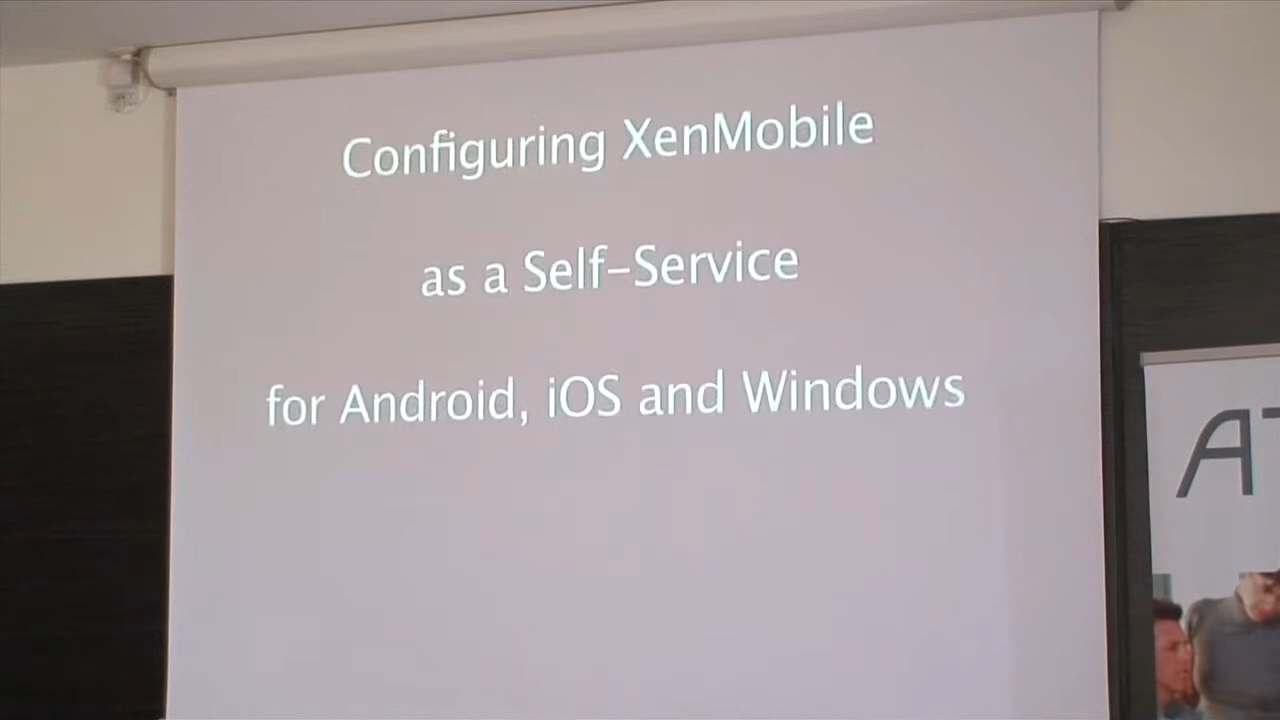 Configuring XenMobile
as a Self-Service
for Android, iOS and Windows